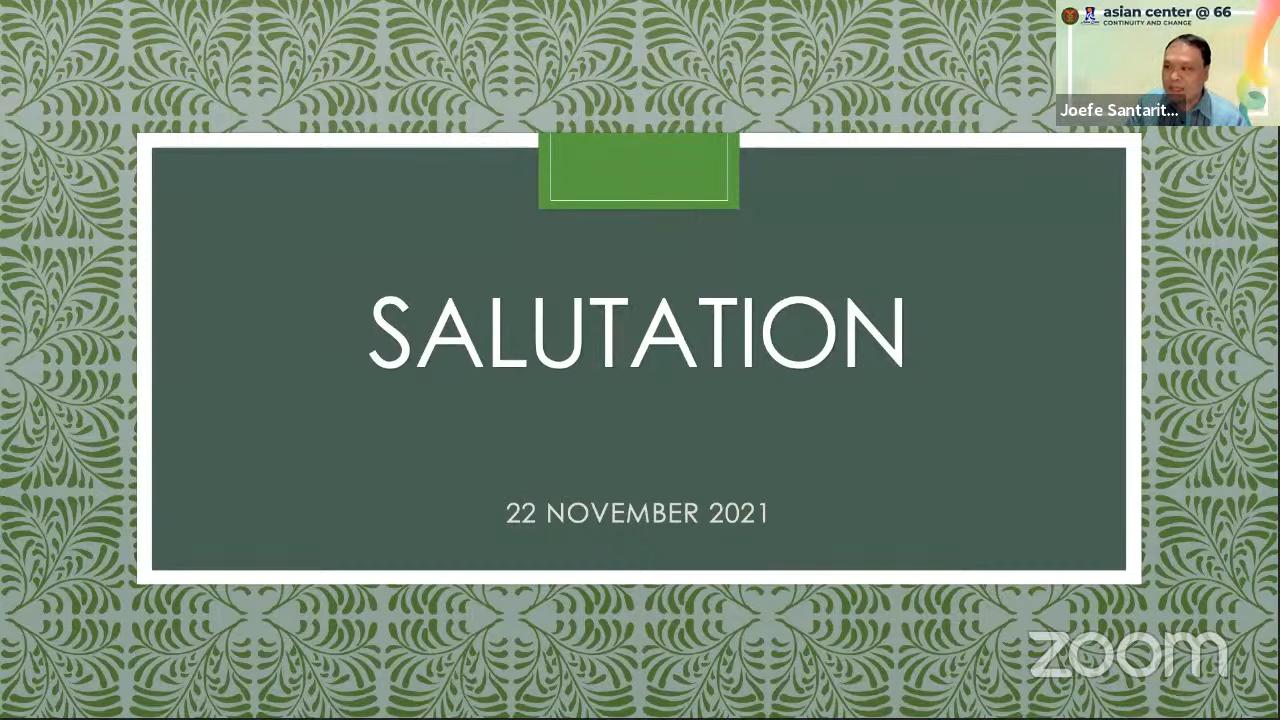 asian center @ 66
CONTINUITY AND CHANGE
Joefe Santarit...
SALUTATION
22 NOVEMBER 2021
zoom